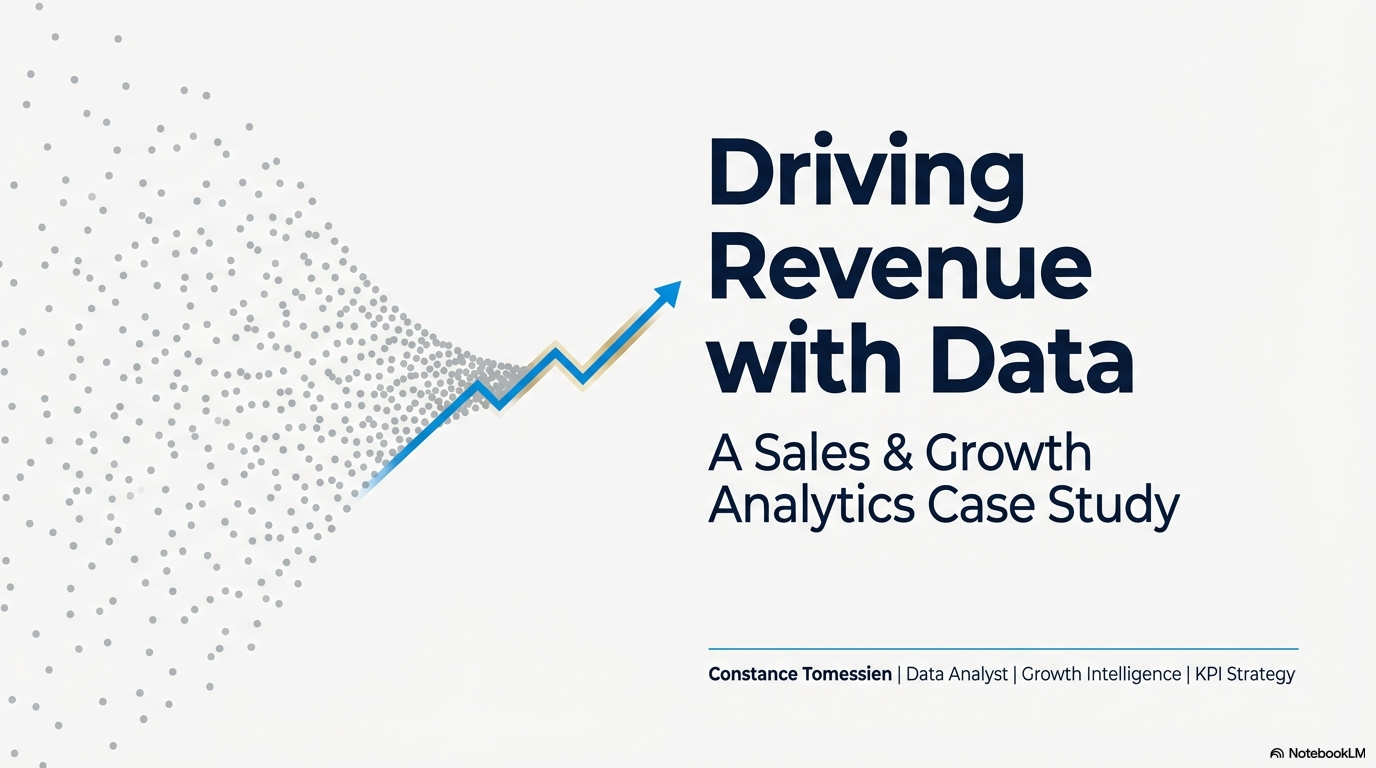 Driving
Revenue
with Data
A Sales & Growth
Analytics Case Study
Constance Tomessien | Data Analyst | Growth Intelligence | KPI Strategy
NotebookLM